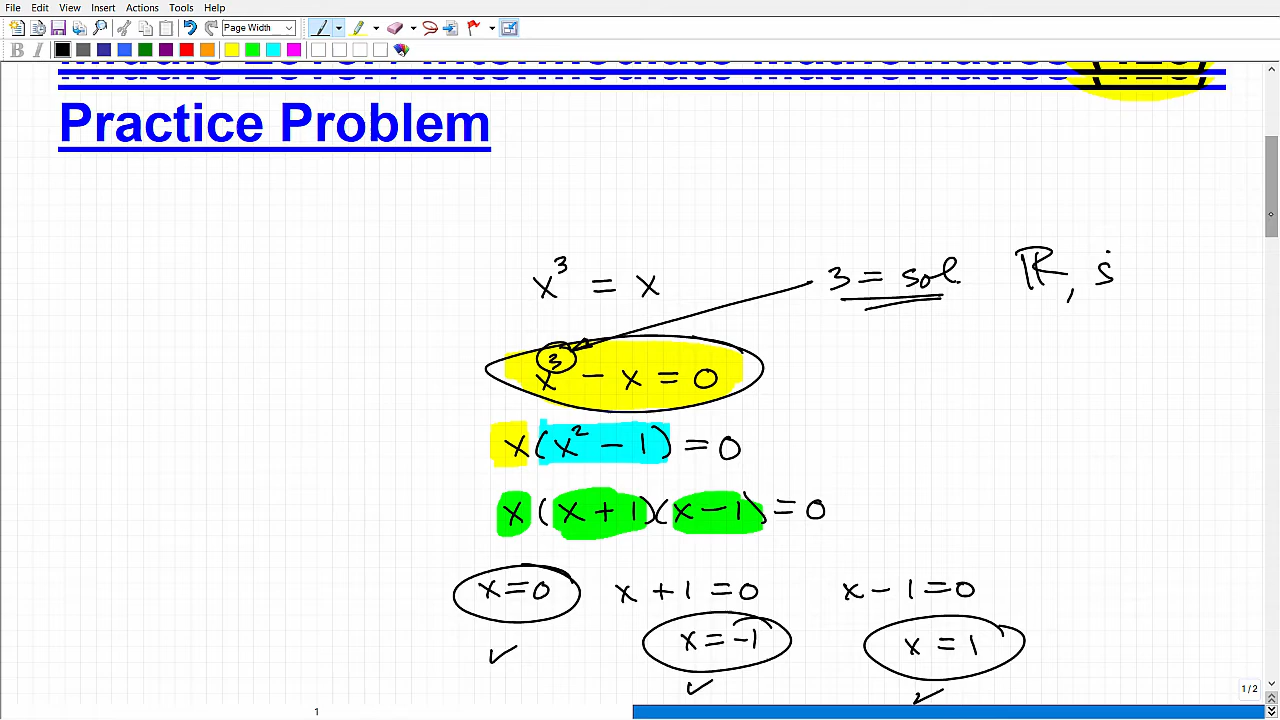 File Edit View Insert Actions Tools Help
Page Width
B I
Practice Problem
x³ = x
3 = sol. ℝ, i
x³ - x = 0
x(x² - 1) = 0
x(x+1)(x-1) = 0
x=0 x+1=0 x-1=0
x=-1 x=1
1/2
1